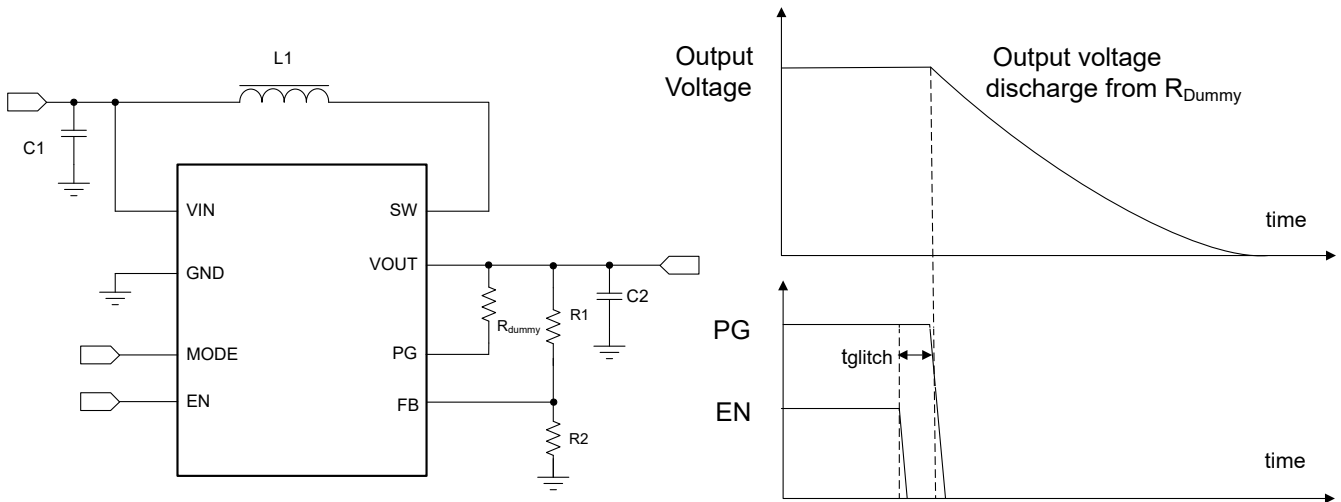 L1
C1
VIN
SW
GND
VOUT
C2
R1
Rdummy
MODE
PG
EN
FB
R2
Output
Voltage
Output voltage
discharge from RDummy
time
PG
tglitch
EN
time